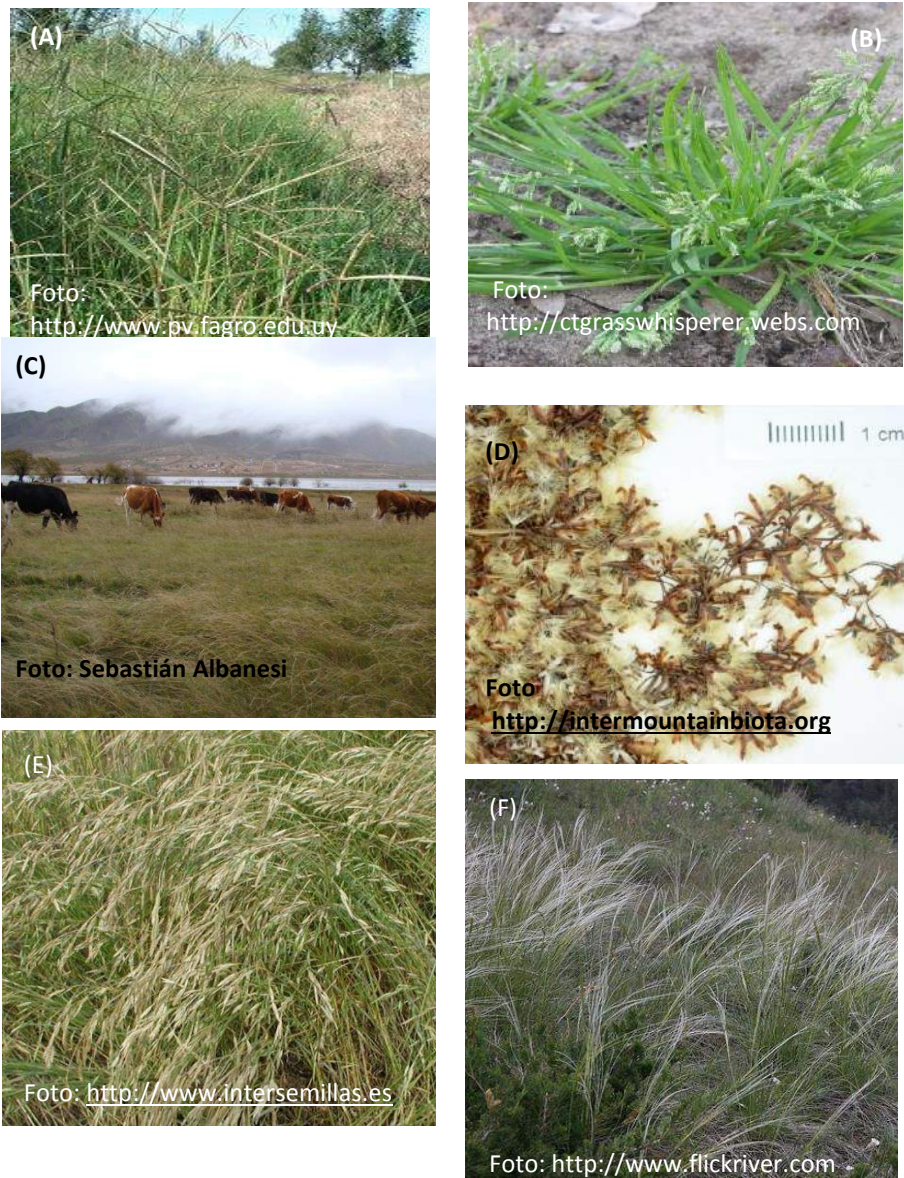 (A)
Foto:
http://www.pv.fagro.edu.uy
(B)
Foto:
http://ctgrasswhisperer.webs.com
(C)
Foto: Sebastián Albanesi
(D)
1 cm
Foto
http://intermountainbiota.org
(E)
Foto: http://www.intersemillas.es
(F)
Foto: http://www.flickriver.com